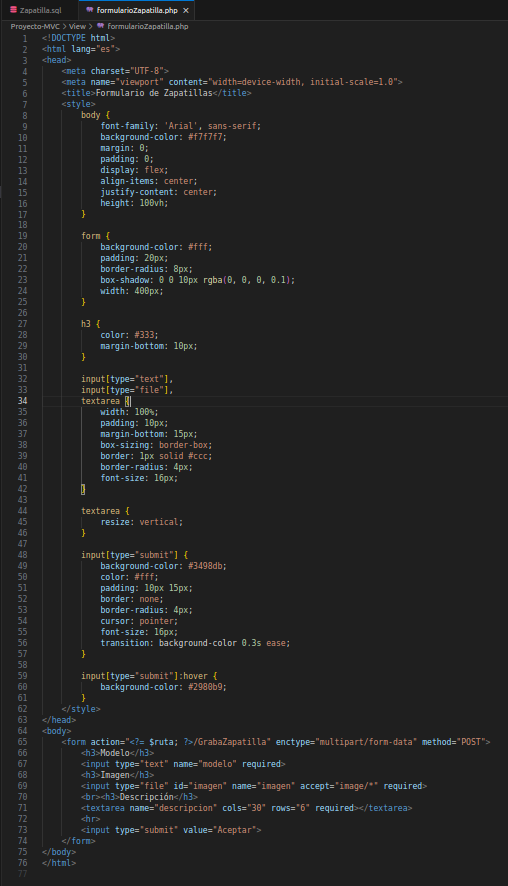 Zapatilla.sql formularioZapatilla.php ×
Proyecto-MVC > View > formularioZapatilla.php
1 <!DOCTYPE html>
2 <html lang="es">
3 <head>
4     <meta charset="UTF-8">
5     <meta name="viewport" content="width=device-width, initial-scale=1.0">
6     <title>Formulario de Zapatillas</title>
7     <style>
8         body {
9             font-family: 'Arial', sans-serif;
10             background-color: #f7f7f7;
11             margin: 0;
12             padding: 0;
13             display: flex;
14             align-items: center;
15             justify-content: center;
16             height: 100vh;
17         }
18
19         form {
20             background-color: #fff;
21             padding: 20px;
22             border-radius: 8px;
23             box-shadow: 0 0 10px rgba(0, 0, 0, 0.1);
24             width: 400px;
25         }
26
27         h3 {
28             color: #333;
29             margin-bottom: 10px;
30         }
31
32         input[type="text"],
33         input[type="file"],
34         textarea {
35             width: 100%;
36             padding: 10px;
37             margin-bottom: 15px;
38             box-sizing: border-box;
39             border: 1px solid #ccc;
40             border-radius: 4px;
41             font-size: 16px;
42         }
43
44         textarea {
45             resize: vertical;
46         }
47
48         input[type="submit"] {
49             background-color: #3498db;
50             color: #fff;
51             padding: 10px 15px;
52             border: none;
53             border-radius: 4px;
54             cursor: pointer;
55             font-size: 16px;
56             transition: background-color 0.3s ease;
57         }
58
59         input[type="submit"]:hover {
60             background-color: #2980b9;
61         }
62     </style>
63 </head>
64 <body>
65     <form action="<?= $ruta; ?>/GrabaZapatilla" enctype="multipart/form-data" method="POST">
66         <h3>Modelo</h3>
67         <input type="text" name="modelo" required>
68         <h3>Imagen</h3>
69         <input type="file" id="imagen" name="imagen" accept="image/*" required>
70         <br><h3>Descripción</h3>
71         <textarea name="descripcion" cols="30" rows="6" required></textarea>
72         <hr>
73         <input type="submit" value="Aceptar">
74     </form>
75 </body>
76 </html>
77